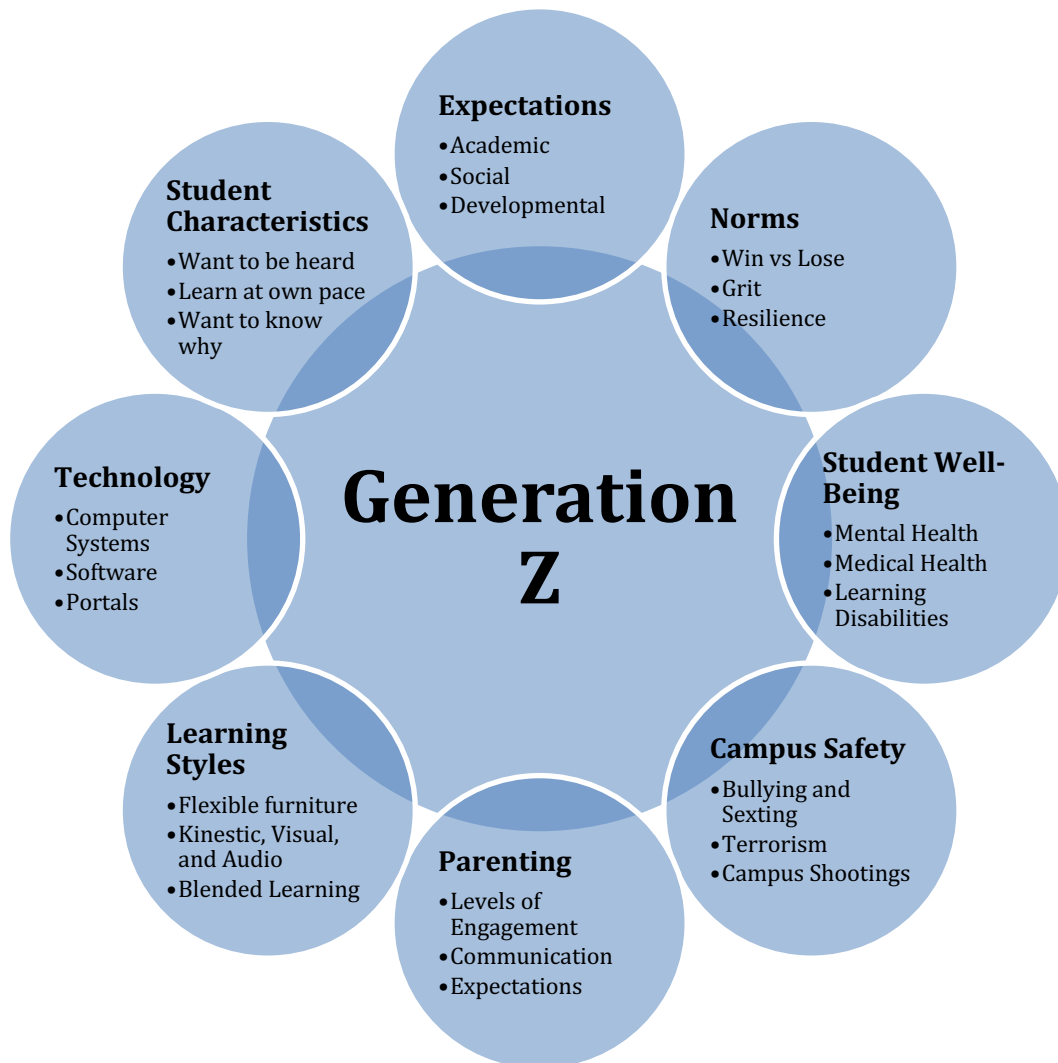 Expectations
•Academic
•Social
•Developmental
Norms
•Win vs Lose
•Grit
•Resilience
Student Well-
Being
•Mental Health
•Medical Health
•Learning
Disabilities
Campus Safety
•Bullying and
Sexting
•Terrorism
•Campus Shootings
Parenting
•Levels of
Engagement
•Communication
•Expectations
Learning
Styles
•Flexible furniture
•Kinestic, Visual,
and Audio
•Blended Learning
Technology
•Computer
Systems
•Software
•Portals
Student
Characteristics
•Want to be heard
•Learn at own pace
•Want to know
why
Generation
Z